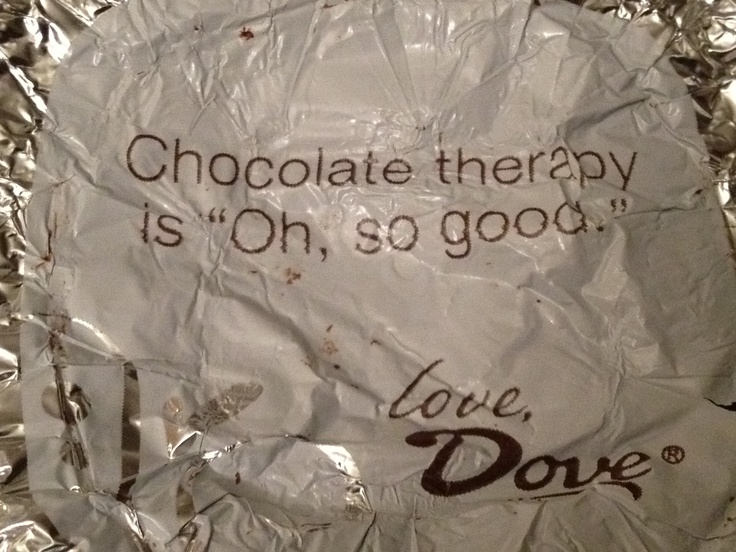 Chocolate therapy
is "Oh, so good."
Love,
Dove®